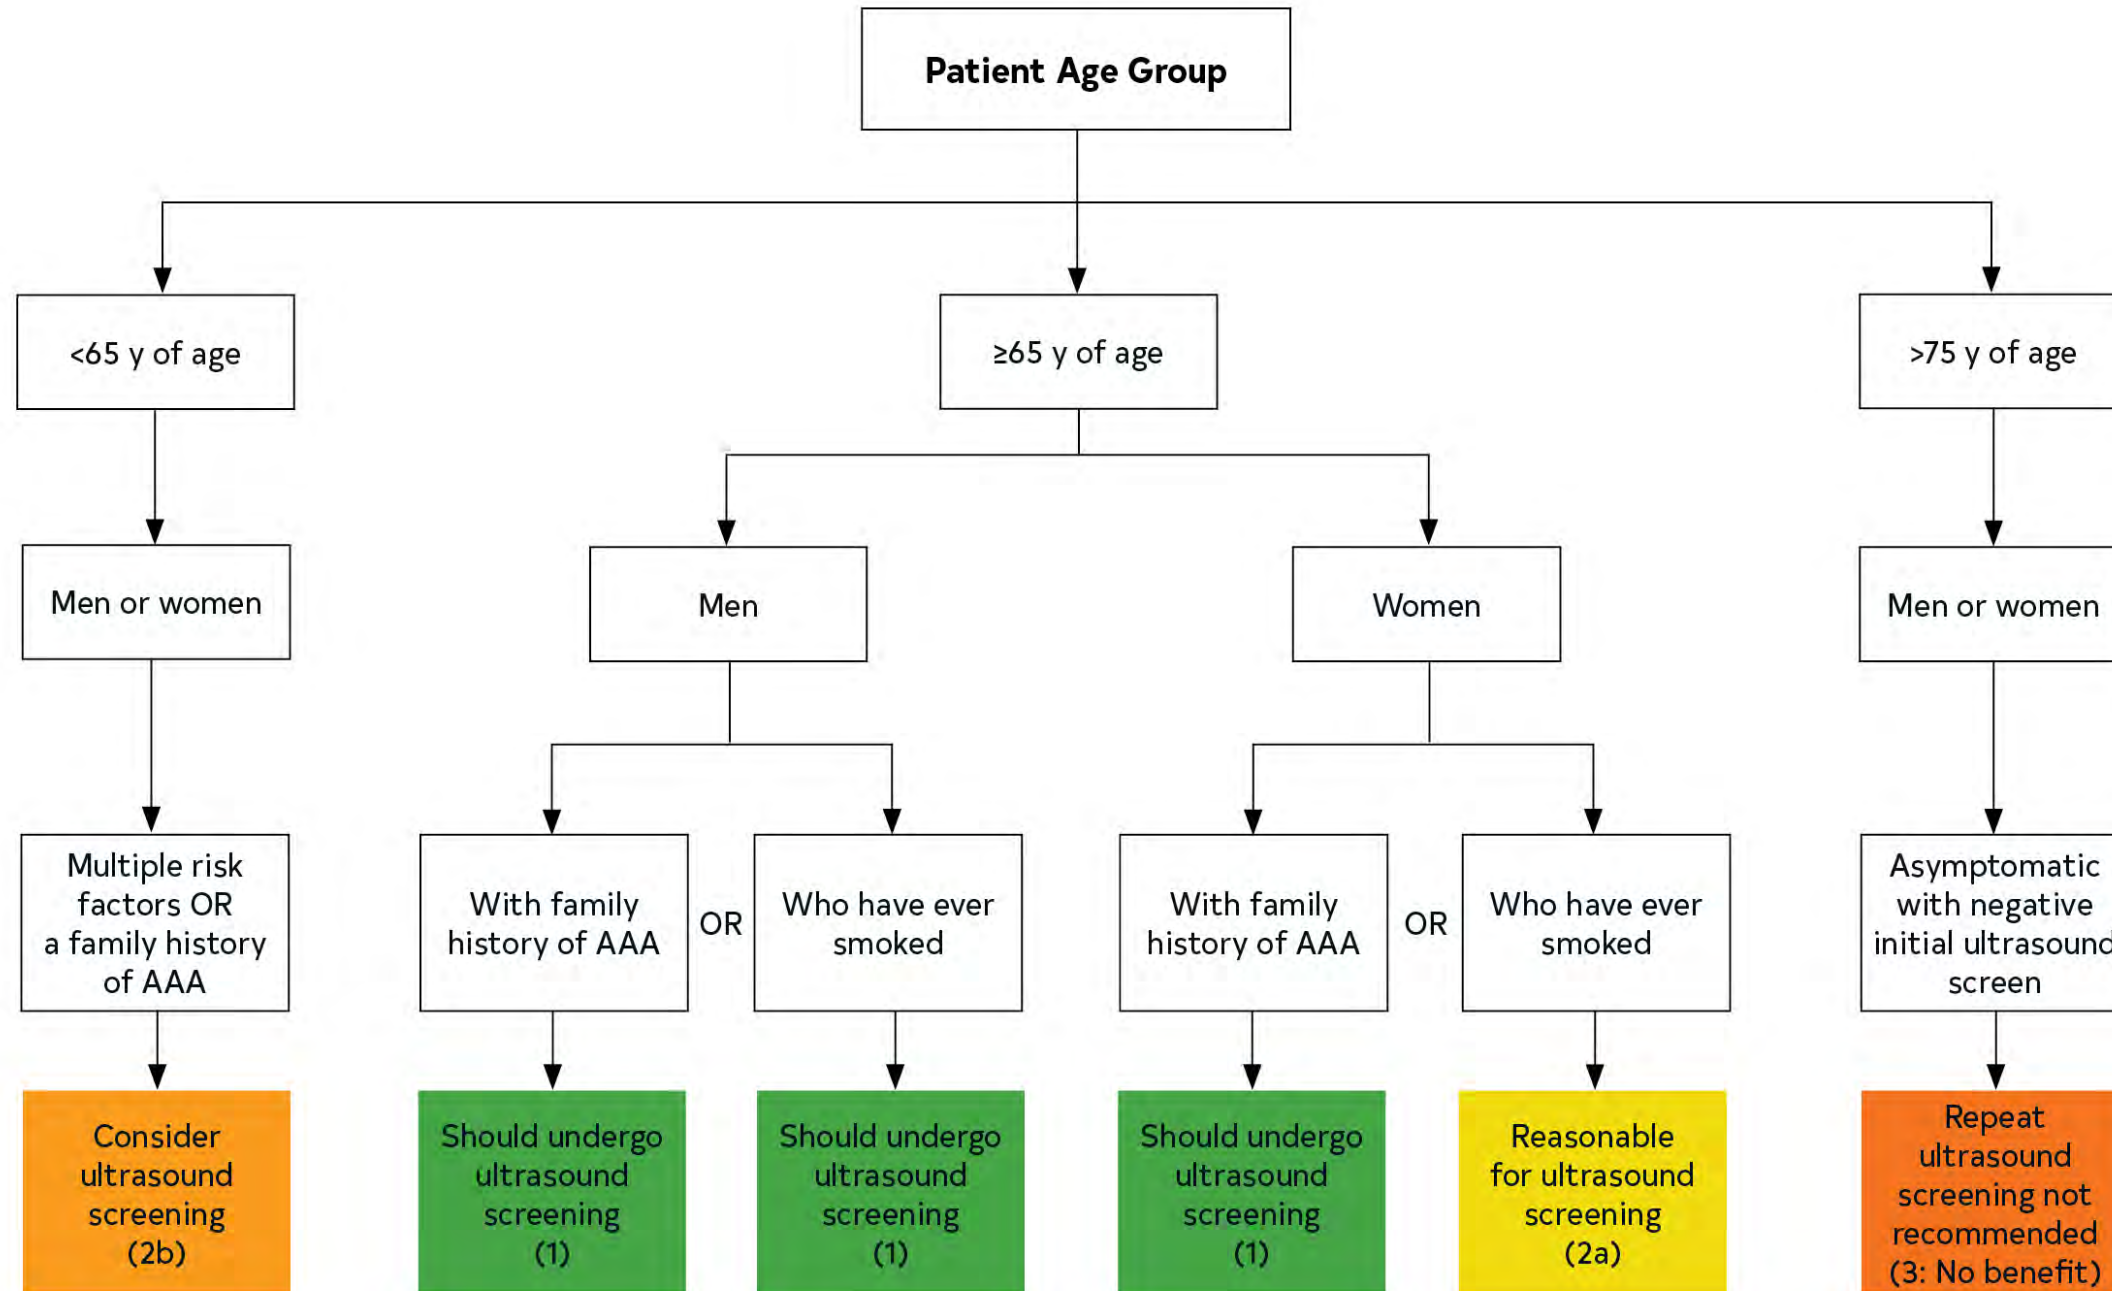 Patient Age Group
<65 y of age
≥65 y of age
>75 y of age
Men or women
Men
Women
Men or women
Multiple risk
factors OR
a family history
of AAA
With family
history of AAA
OR
Who have ever
smoked
With family
history of AAA
OR
Who have ever
smoked
Asymptomatic
with negative
initial ultrasound
screen
Consider
ultrasound
screening
(2b)
Should undergo
ultrasound
screening
(1)
Should undergo
ultrasound
screening
(1)
Should undergo
ultrasound
screening
(1)
Reasonable
for ultrasound
screening
(2a)
Repeat
ultrasound
screening not
recommended
(3: No benefit)